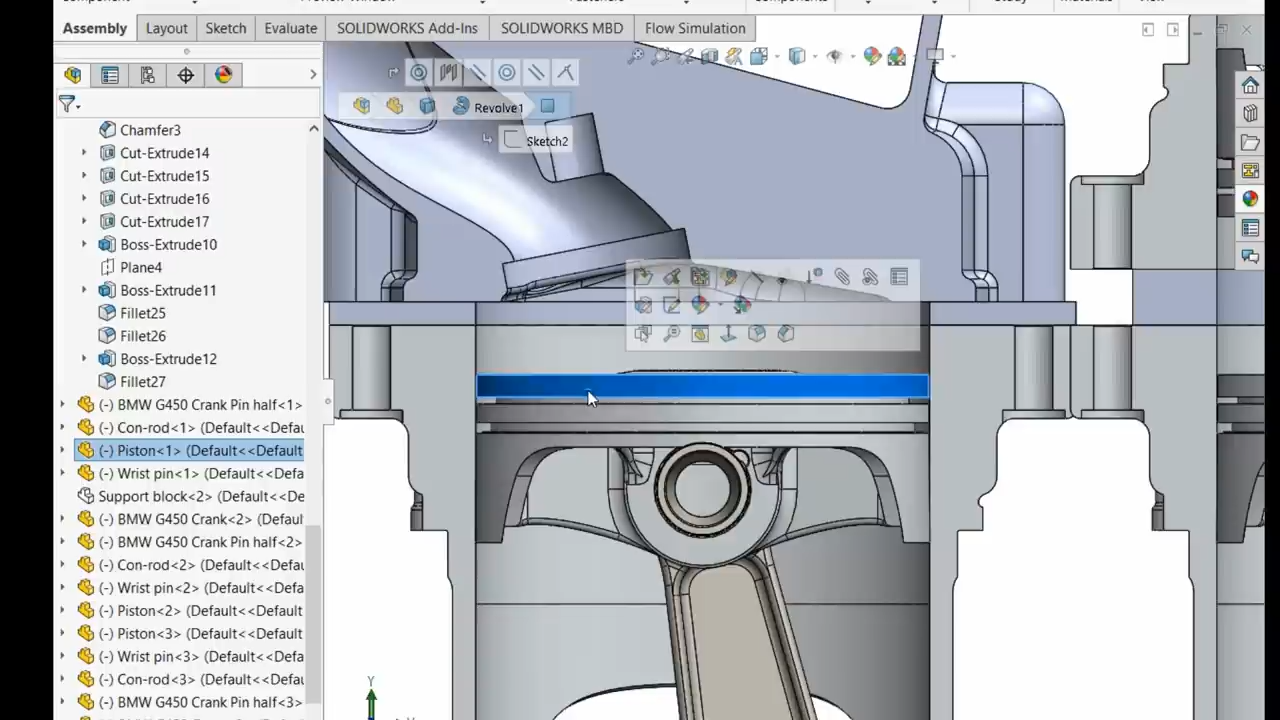 Assembly Layout Sketch Evaluate SOLIDWORKS Add-Ins SOLIDWORKS MBD Flow Simulation
Revolve1
Sketch2
Chamfer3
Cut-Extrude14
Cut-Extrude15
Cut-Extrude16
Cut-Extrude17
Boss-Extrude10
Plane4
Boss-Extrude11
Fillet25
Fillet26
Boss-Extrude12
Fillet27
(-) BMW G450 Crank Pin half<1>
(-) Con-rod<1> (Default<<Defau
(-) Piston<1> (Default<<Default
(-) Wrist pin<1> (Default<<Defa
Support block<2> (Default<<De
(-) BMW G450 Crank<2> (Defaul
(-) BMW G450 Crank Pin half<2>
(-) Con-rod<2> (Default<<Defau
(-) Wrist pin<2> (Default<<Defa
(-) Piston<2> (Default<<Default
(-) Piston<3> (Default<<Default
(-) Wrist pin<3> (Default<<Defa
(-) Con-rod<3> (Default<<Defau
(-) BMW G450 Crank Pin half<3>
Y